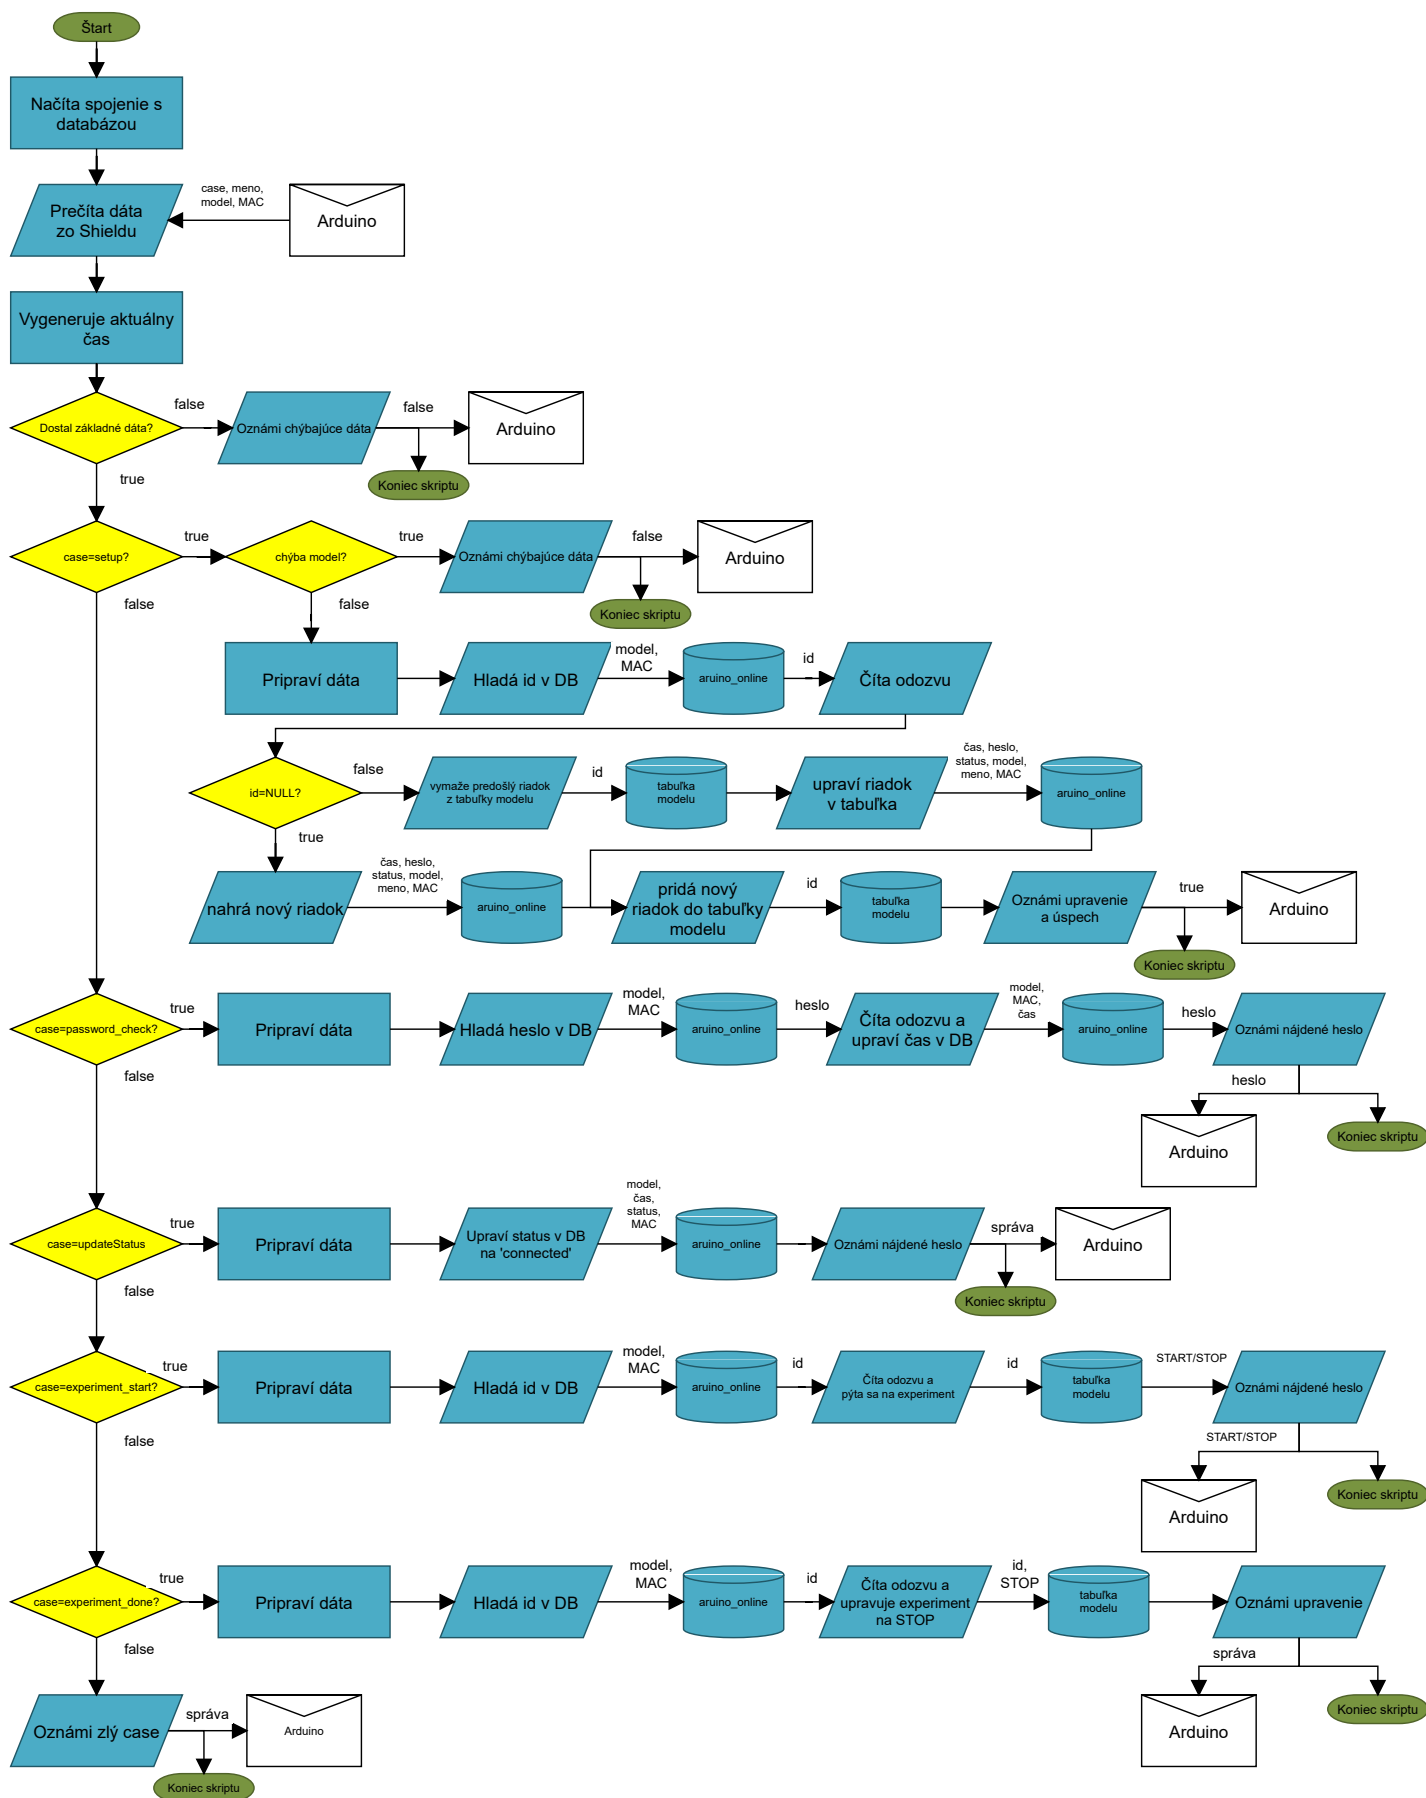 Štart
Načíta spojenie s
databázou
Prečíta dáta
zo Shieldu
case, meno,
model, MAC
Arduino
Vygeneruje aktuálny
čas
Dostal základné dáta?
false
Oznámi chýbajúce dáta
false
Arduino
Koniec skriptu
true
case=setup?
true
chýba model?
true
Oznámi chýbajúce dáta
false
Arduino
Koniec skriptu
false
false
Pripraví dáta
Hladá id v DB
model,
MAC
aruino_online
id
Číta odozvu
id=NULL?
false
vymaže predošlý riadok
z tabuľky modelu
id
tabuľka
modelu
upraví riadok
v tabuľka
čas, heslo,
status, model,
meno, MAC
aruino_online
true
nahrá nový riadok
čas, heslo,
status, model,
meno, MAC
aruino_online
pridá nový
riadok do tabuľky
modelu
id
tabuľka
modelu
Oznámi upravenie
a úspech
true
Arduino
Koniec skriptu
case=password_check?
true
Pripraví dáta
Hladá heslo v DB
model,
MAC
aruino_online
heslo
Číta odozvu a
upraví čas v DB
model,
MAC,
čas
aruino_online
heslo
Oznámi nájdené heslo
false
heslo
Arduino
Koniec skriptu
case=updateStatus
true
Pripraví dáta
Upraví status v DB
na 'connected'
model,
čas,
status,
MAC
aruino_online
Oznámi nájdené heslo
správa
Arduino
Koniec skriptu
false
case=experiment_start?
true
Pripraví dáta
Hladá id v DB
model,
MAC
aruino_online
id
Číta odozvu a
pýta sa na experiment
id
tabuľka
modelu
START/STOP
Oznámi nájdené heslo
false
START/STOP
Arduino
Koniec skriptu
case=experiment_done?
true
Pripraví dáta
Hladá id v DB
model,
MAC
aruino_online
id
Číta odozvu a
upravuje experiment
na STOP
id,
STOP
tabuľka
modelu
Oznámi upravenie
false
správa
Arduino
Koniec skriptu
Oznámi zlý case
správa
Arduino
Koniec skriptu